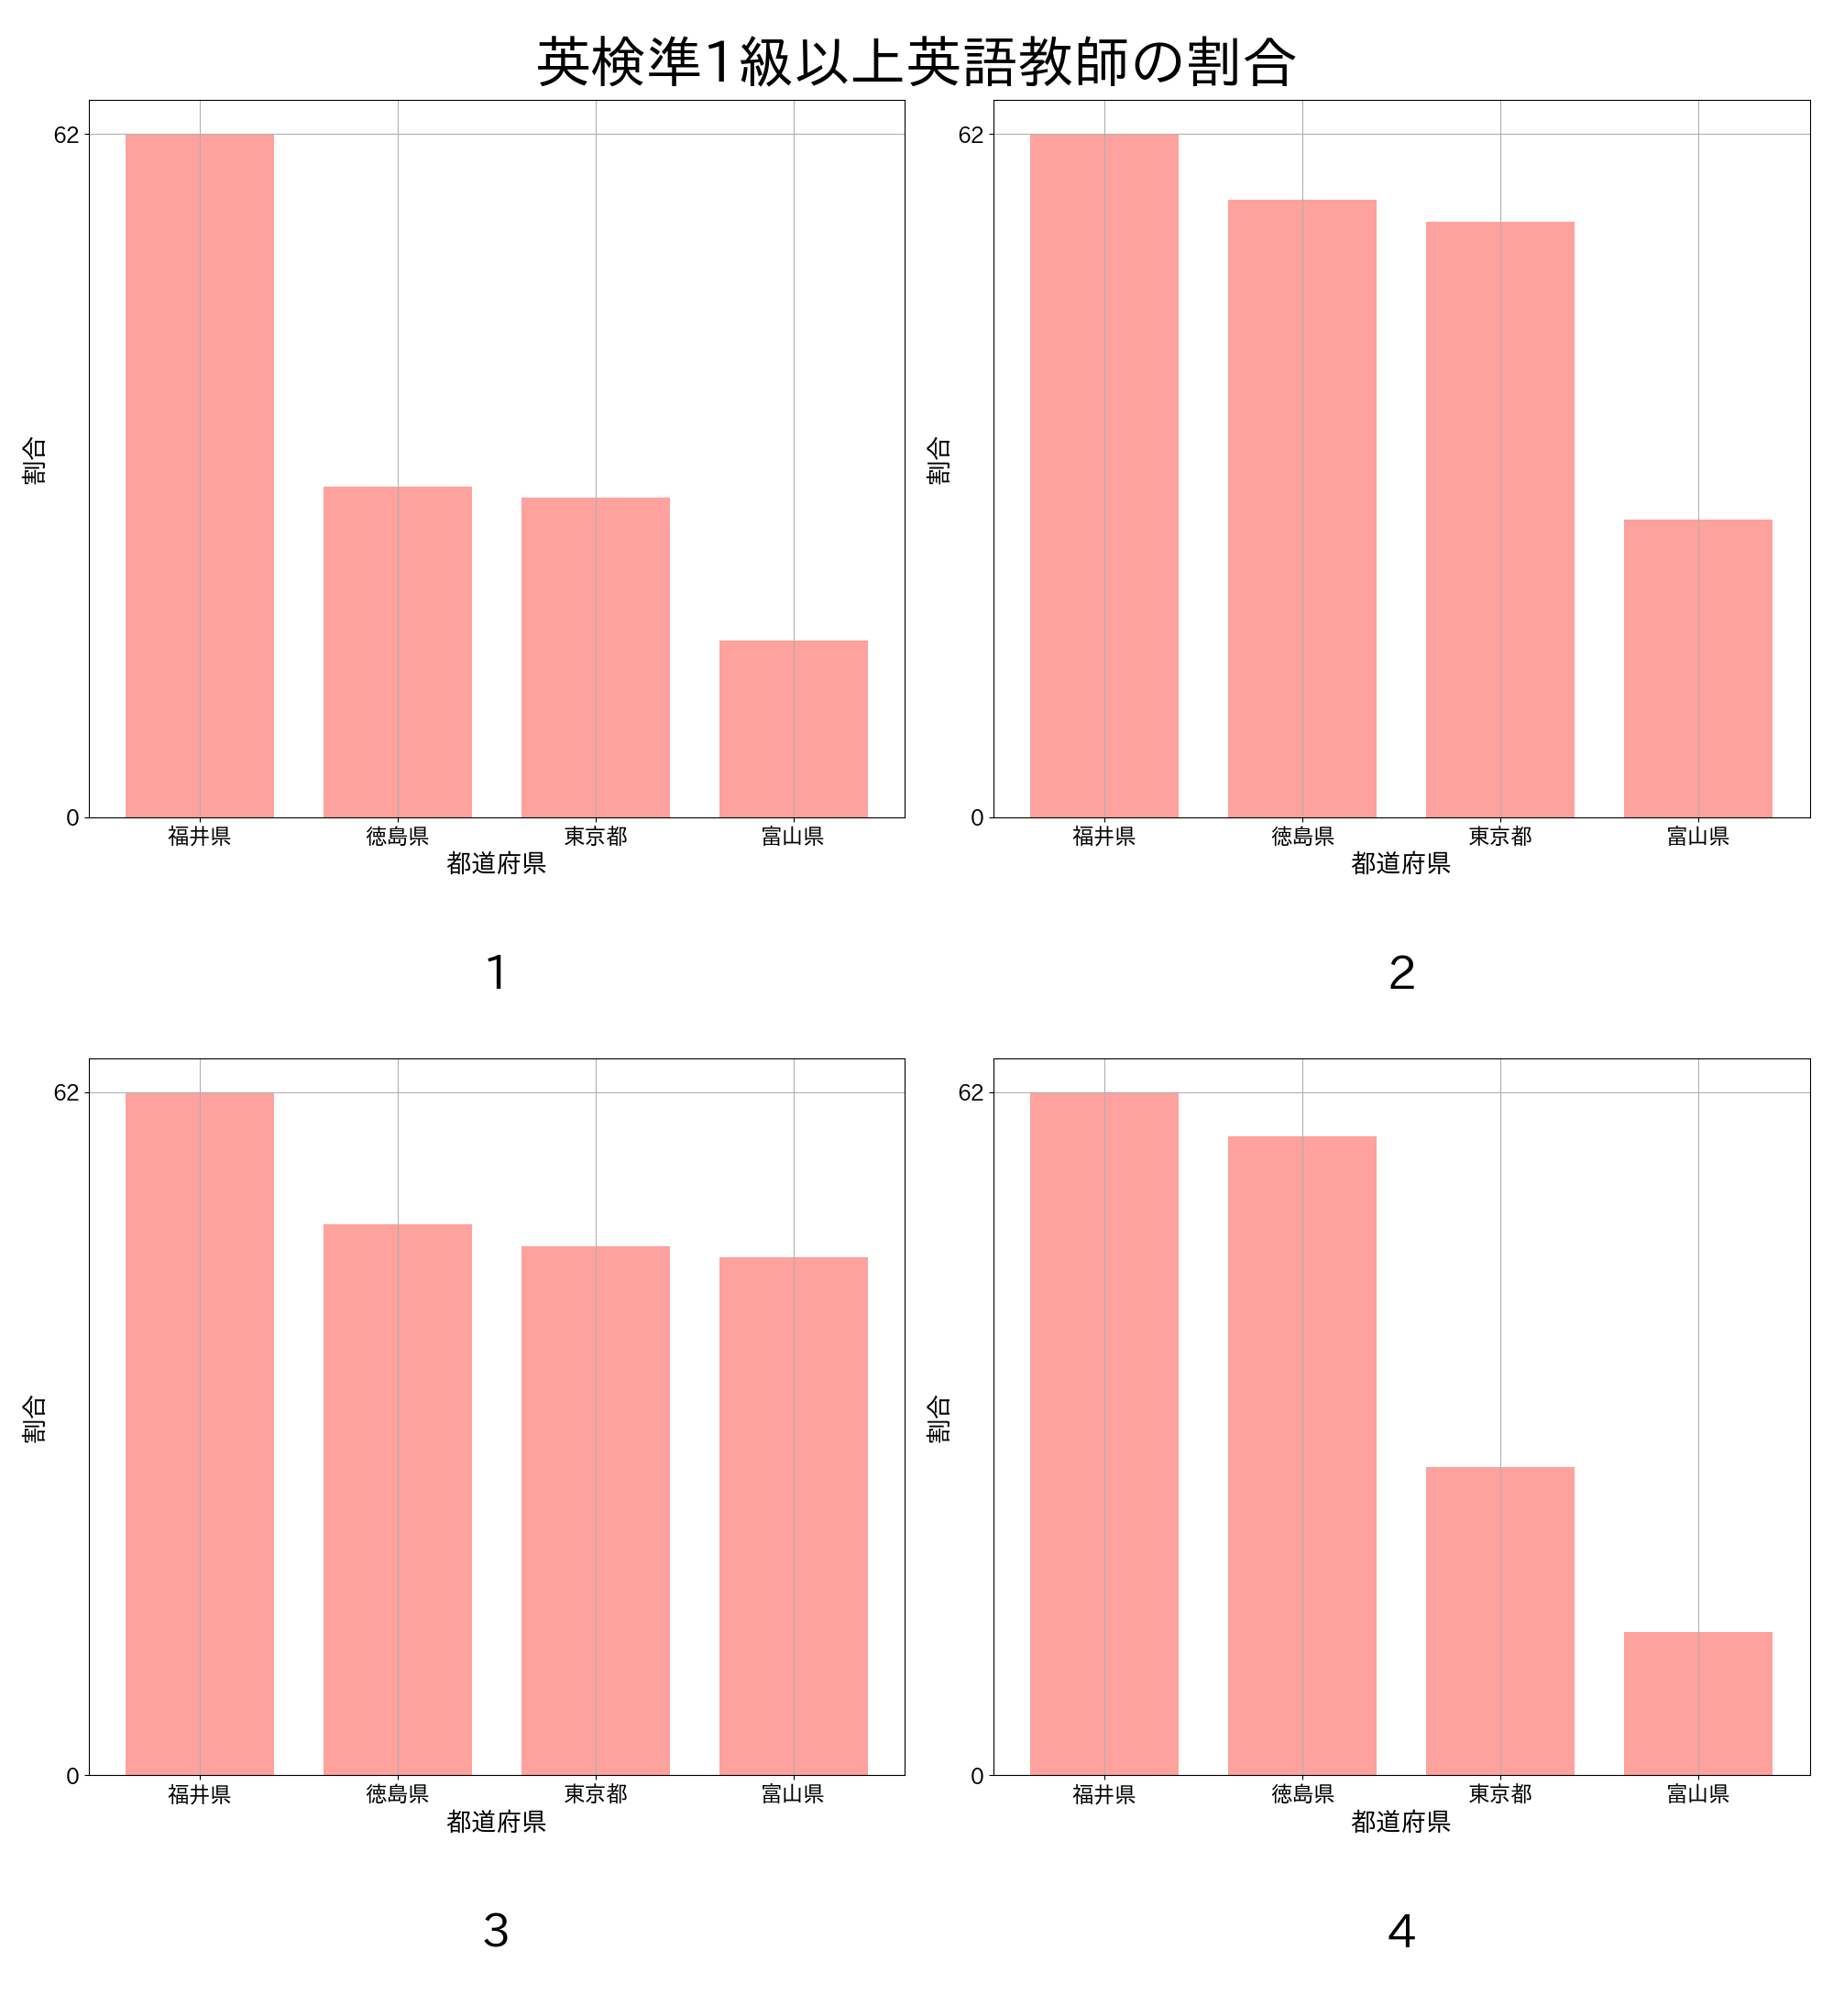 英検準1級以上英語教師の割合
62
割合
0
福井県 徳島県 東京都 富山県
都道府県
1
62
割合
0
福井県 徳島県 東京都 富山県
都道府県
2
62
割合
0
福井県 徳島県 東京都 富山県
都道府県
3
62
割合
0
福井県 徳島県 東京都 富山県
都道府県
4